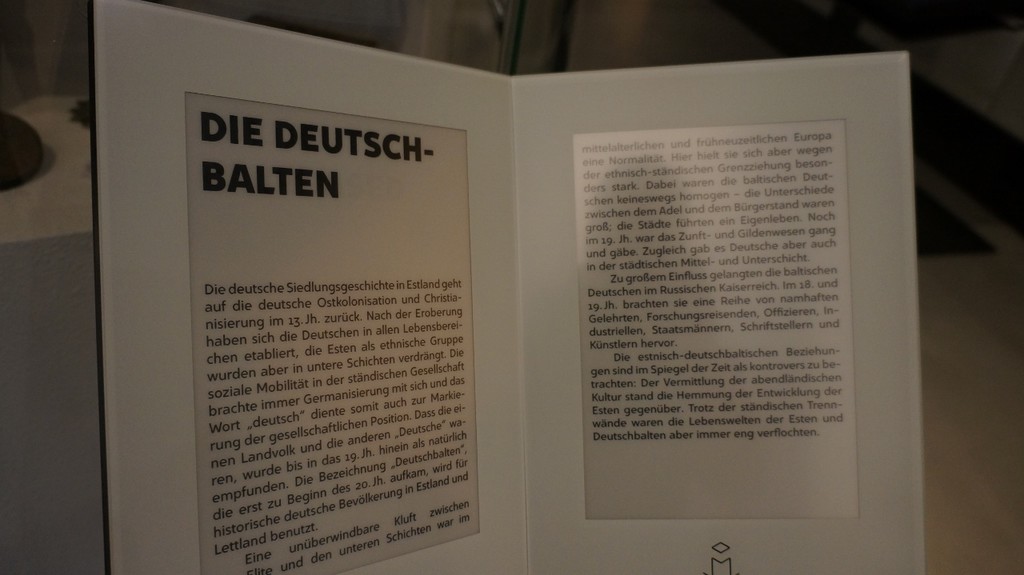 DIE DEUTSCH-
BALTEN
Die deutsche Siedlungsgeschichte in Estland geht
auf die deutsche Ostkolonisation und Christia-
nisierung im 13. Jh. zurück. Nach der Eroberung
haben sich die Deutschen in allen Lebensberei-
chen etabliert, die Esten als ethnische Gruppe
wurden aber in untere Schichten verdrängt. Die
soziale Mobilität in der ständischen Gesellschaft
brachte immer Germanisierung mit sich und das
Wort „deutsch" diente somit auch zur Markie-
rung der gesellschaftlichen Position. Dass die ei-
nen Landvolk und die anderen „Deutsche" wa-
ren, wurde bis in das 19. Jh. hinein als natürlich
empfunden. Die Bezeichnung „Deutschbalten",
die erst zu Beginn des 20. Jh. aufkam, wird für
historische deutsche Bevölkerung in Estland und
Lettland benutzt.
Eine unüberwindbare Kluft zwischen
Elite und den unteren Schichten war im
mittelalterlichen und frühneuzeitlichen Europa
eine Normalität. Hier hielt sie sich aber wegen
der ethnisch-ständischen Grenzziehung beson-
ders stark. Dabei waren die baltischen Deut-
schen keineswegs homogen – die Unterschiede
zwischen dem Adel und dem Bürgerstand waren
groß; die Städte führten ein Eigenleben. Noch
im 19. Jh. war das Zunft- und Gildenwesen gang
und gäbe. Zugleich gab es Deutsche aber auch
in der städtischen Mittel- und Unterschicht.
Zu großem Einfluss gelangten die baltischen
Deutschen im Russischen Kaiserreich. Im 18. und
19. Jh. brachten sie eine Reihe von namhaften
Gelehrten, Forschungsreisenden, Offizieren, In-
dustriellen, Staatsmännern, Schriftstellern und
Künstlern hervor.
Die estnisch-deutschbaltischen Beziehun-
gen sind im Spiegel der Zeit als kontrovers zu be-
trachten: Der Vermittlung der abendländischen
Kultur stand die Hemmung der Entwicklung der
Esten gegenüber. Trotz der ständischen Trenn-
wände waren die Lebenswelten der Esten und
Deutschbalten aber immer eng verflochten.